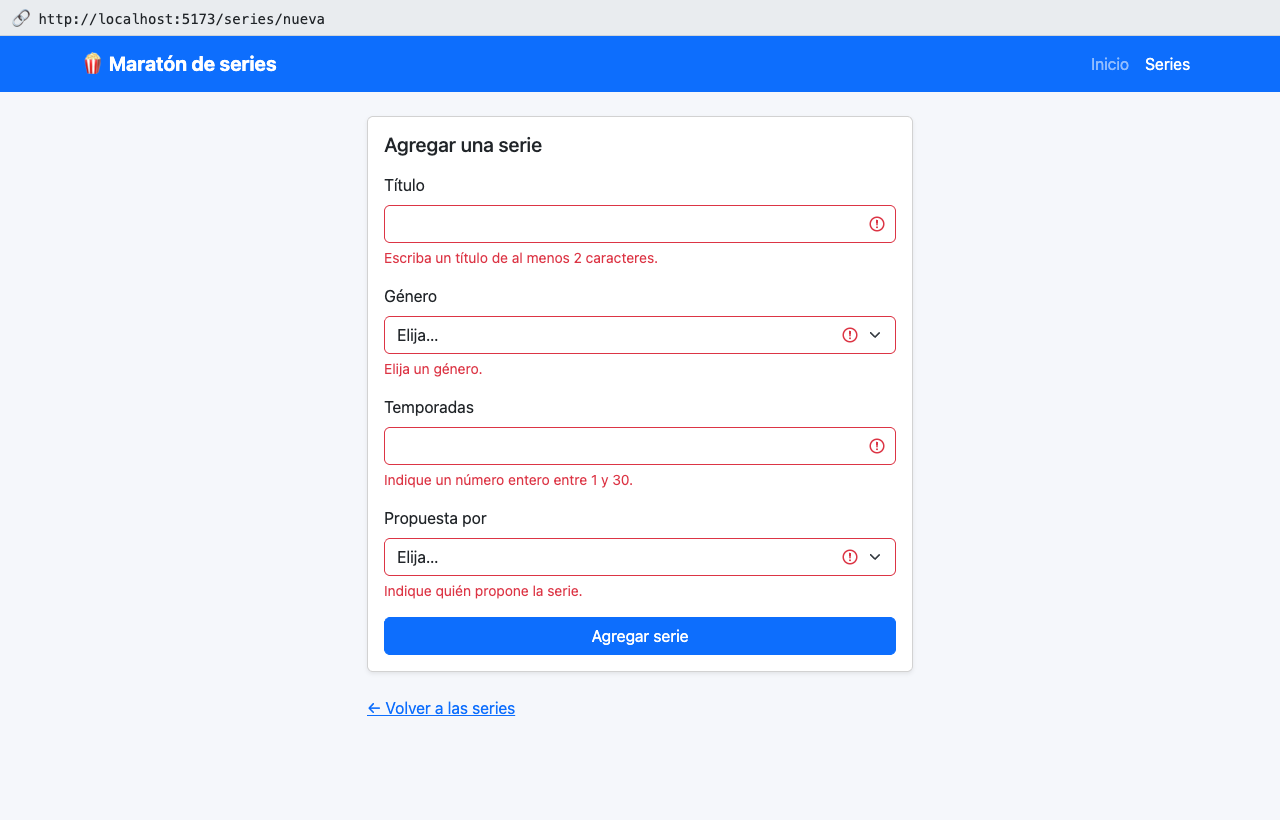 http://localhost:5173/series/nueva
🍿 Maratón de series
Inicio Series
Agregar una serie
Título
Escriba un título de al menos 2 caracteres.
Género
Elija...
Elija un género.
Temporadas
Indique un número entero entre 1 y 30.
Propuesta por
Elija...
Indique quién propone la serie.
Agregar serie
← Volver a las series